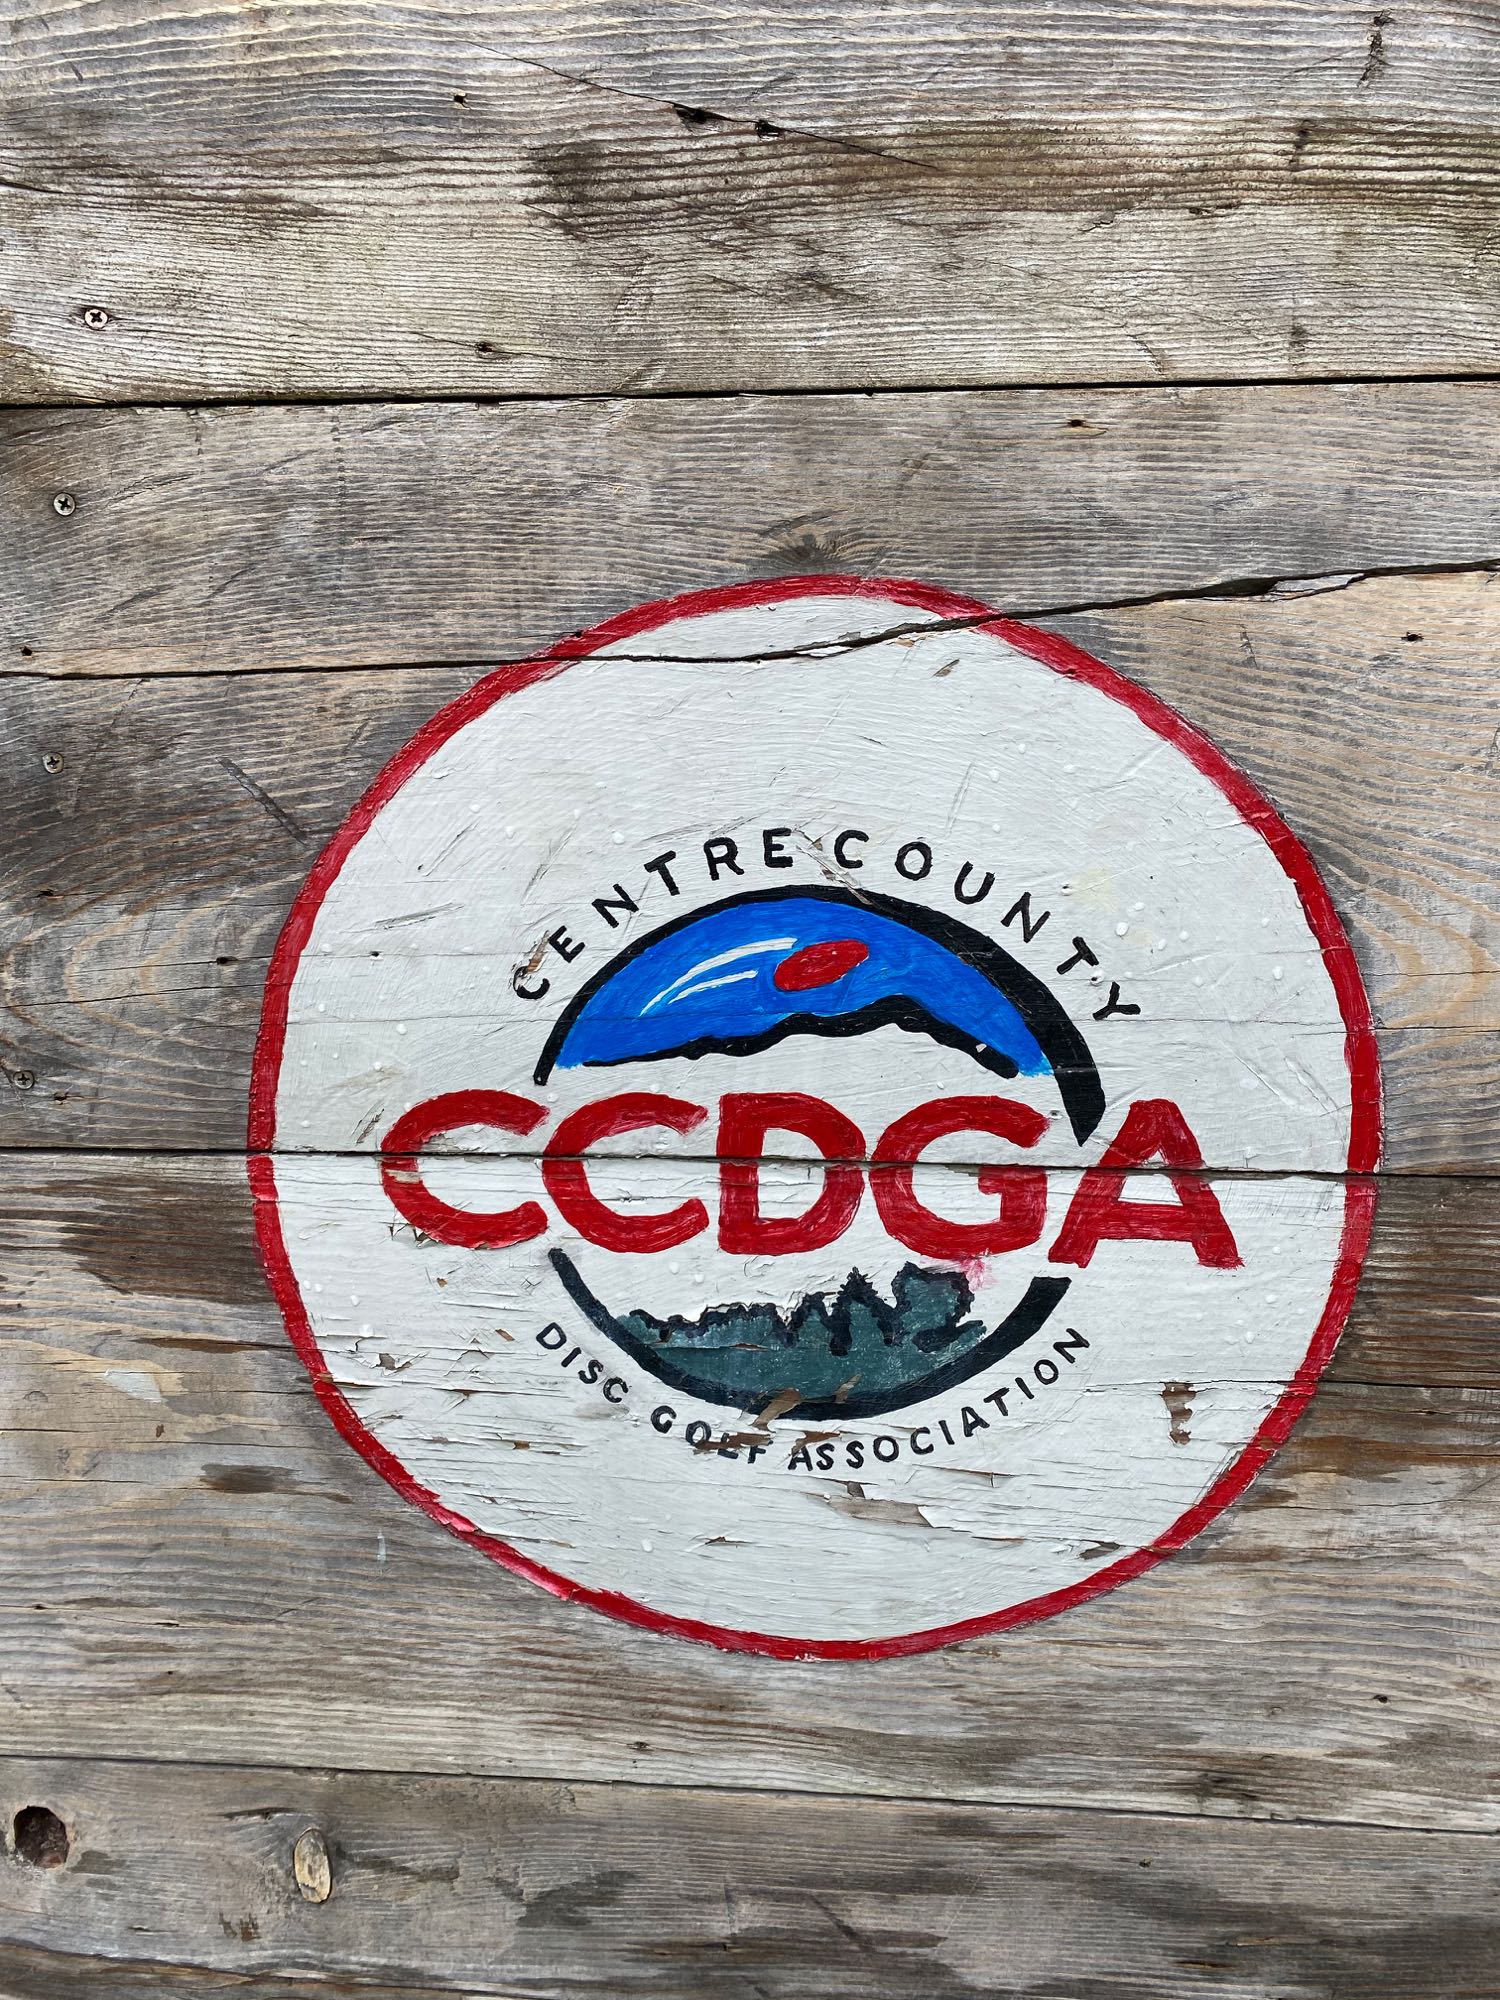 CENTRE COUNTY
CCDGA
DISC GOLF ASSOCIATION